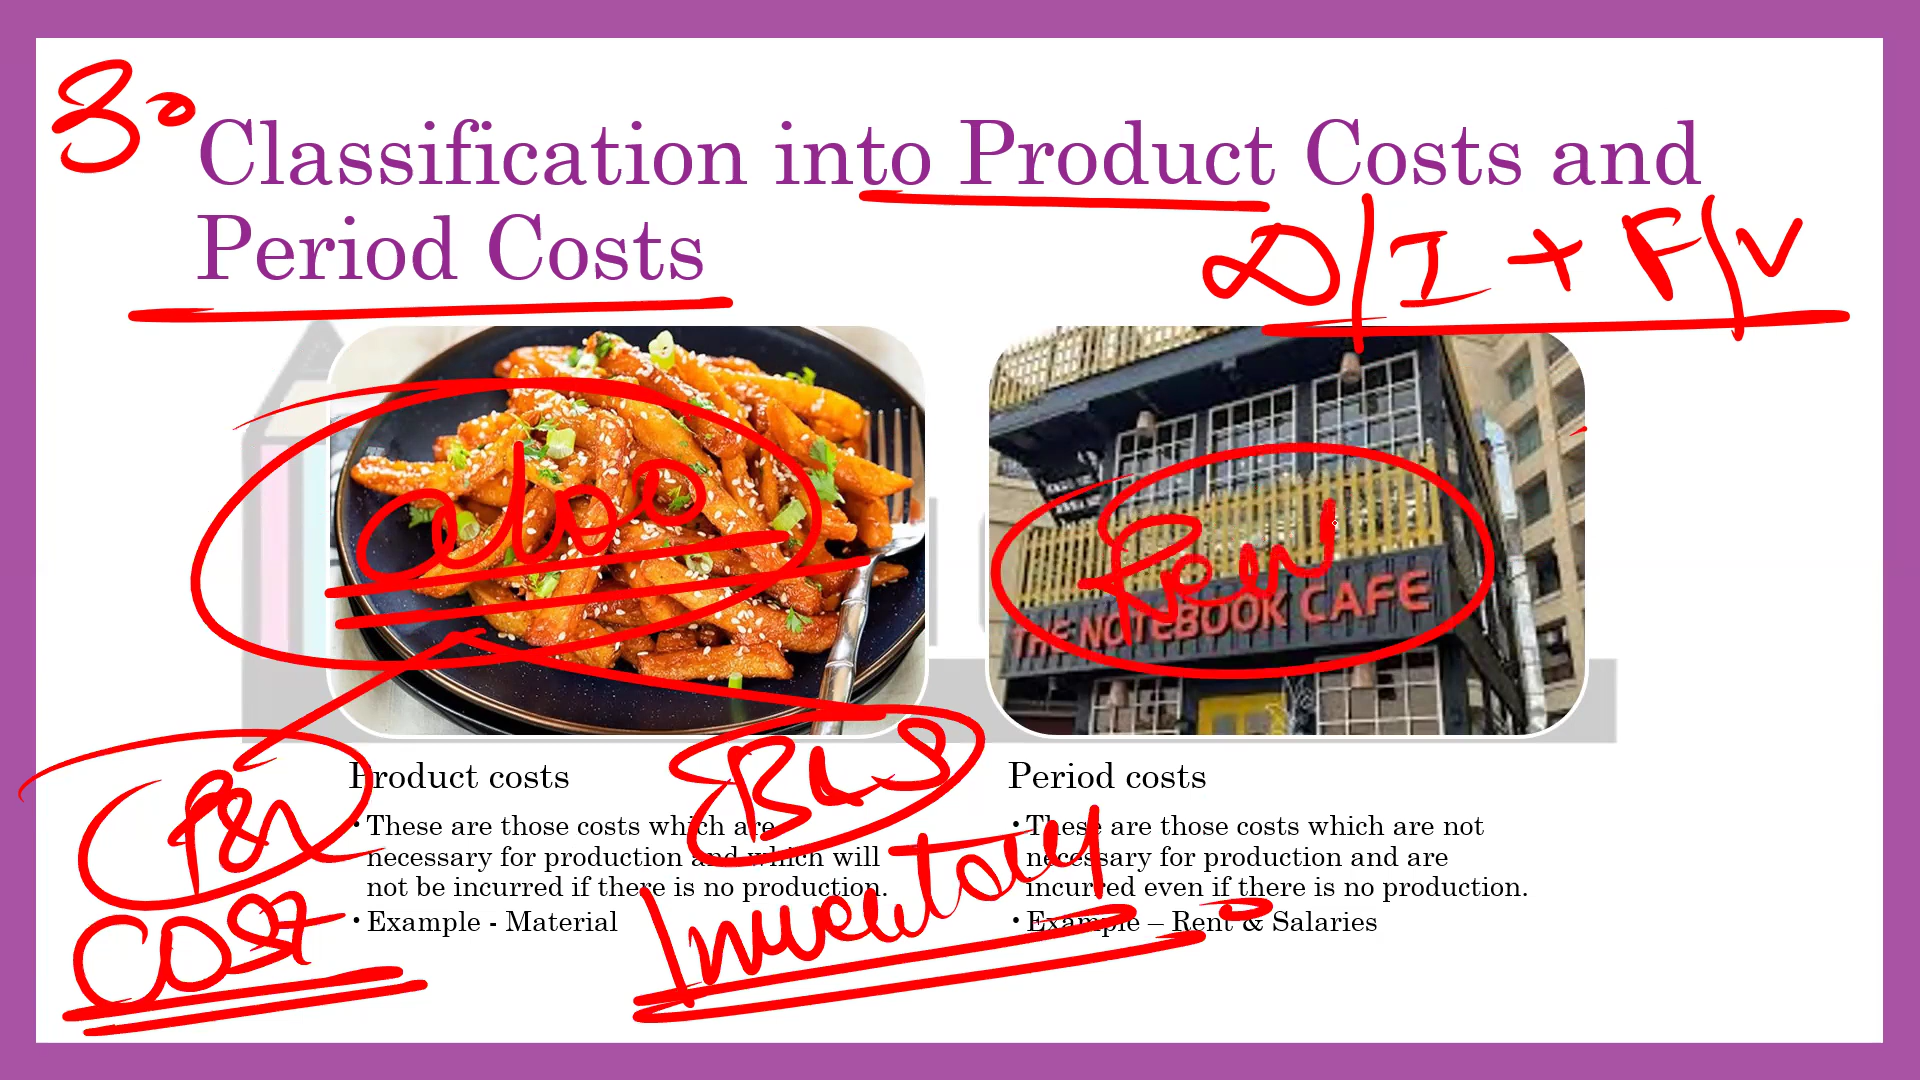 3.
Classification into Product Costs and
Period Costs
D/I + F/V
aloo
Ren
THE NOTEBOOK CAFE
P&L
COST
B/S
Inventory
Product costs
• These are those costs which are
necessary for production and which will
not be incurred if there is no production.
• Example - Material
Period costs
• These are those costs which are not
necessary for production and are
incurred even if there is no production.
• Example – Rent & Salaries